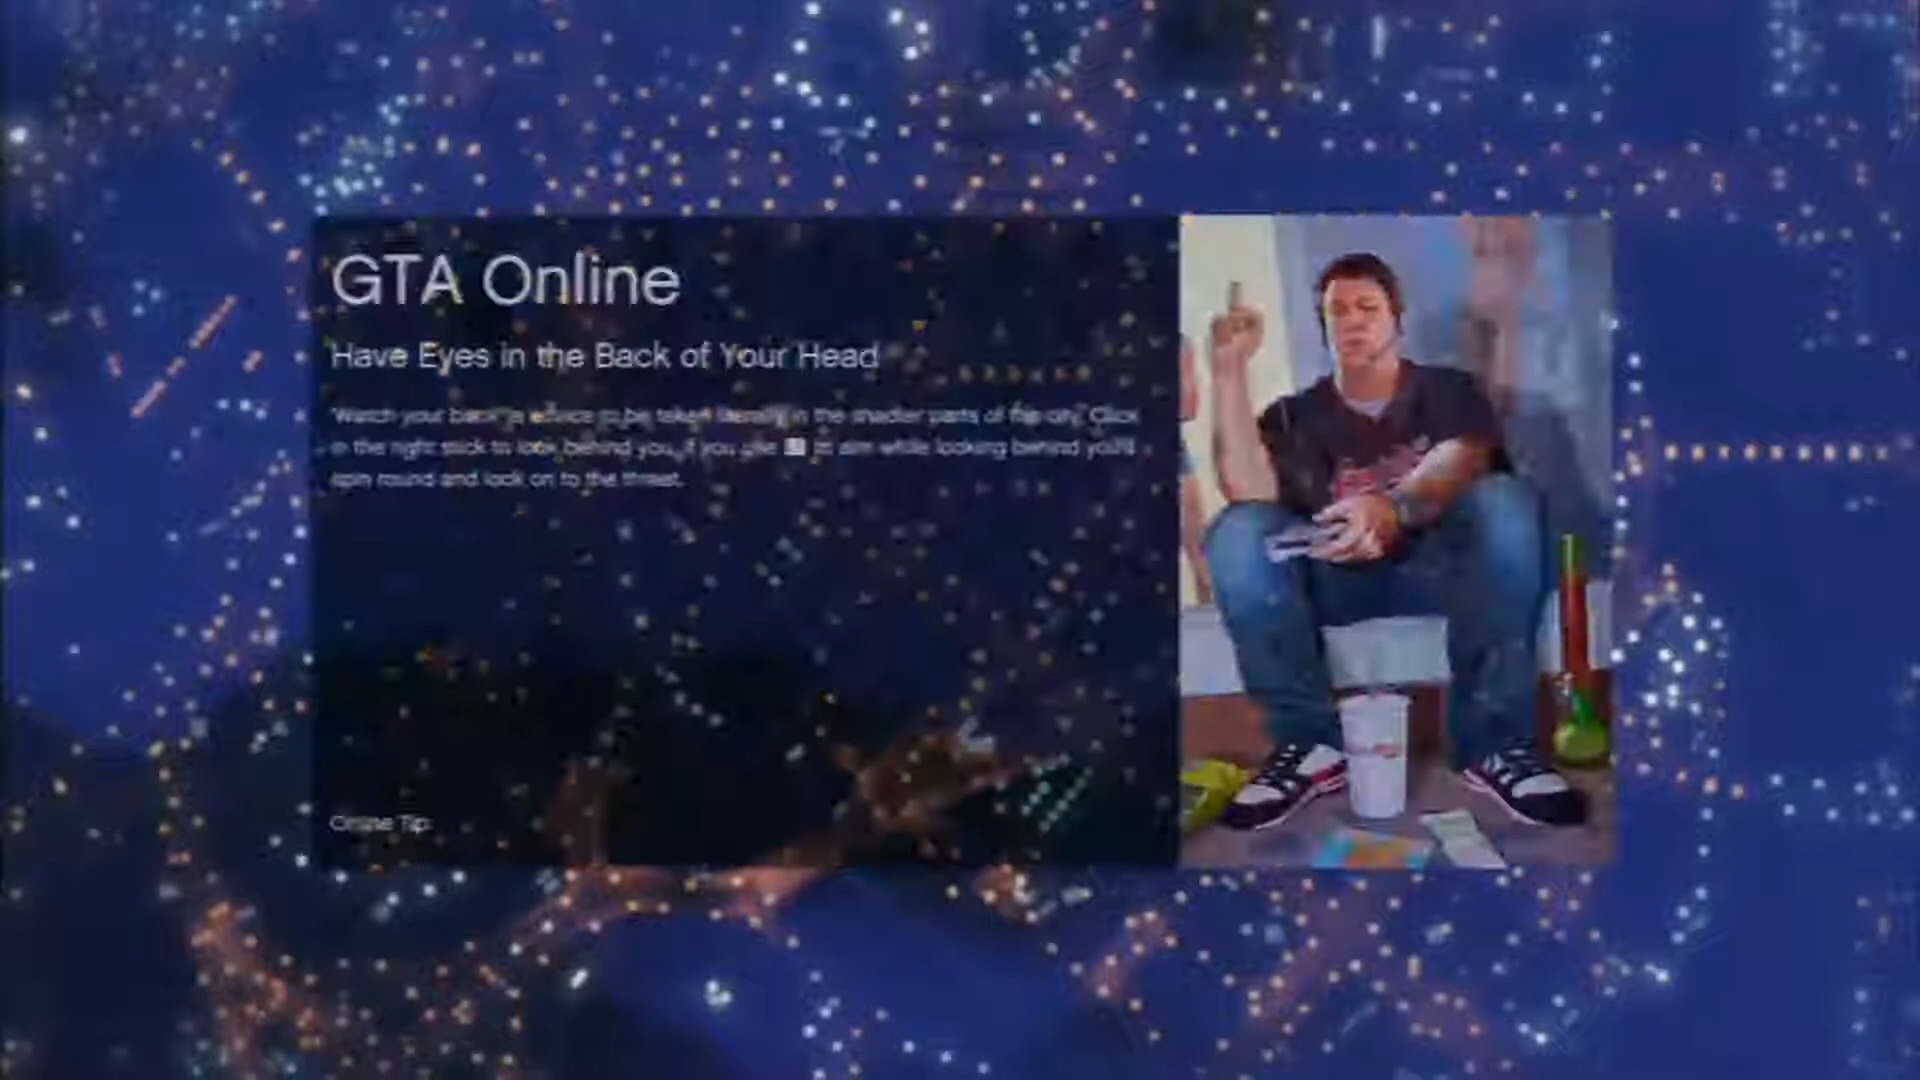 GTA Online
Have Eyes in the Back of Your Head
'Watch your back' is advice to be taken literally in the shadier parts of the city. Click
in the right stick to look behind you, if you use to aim while looking behind you'll
spin round and lock on to the threat.
Online Tip